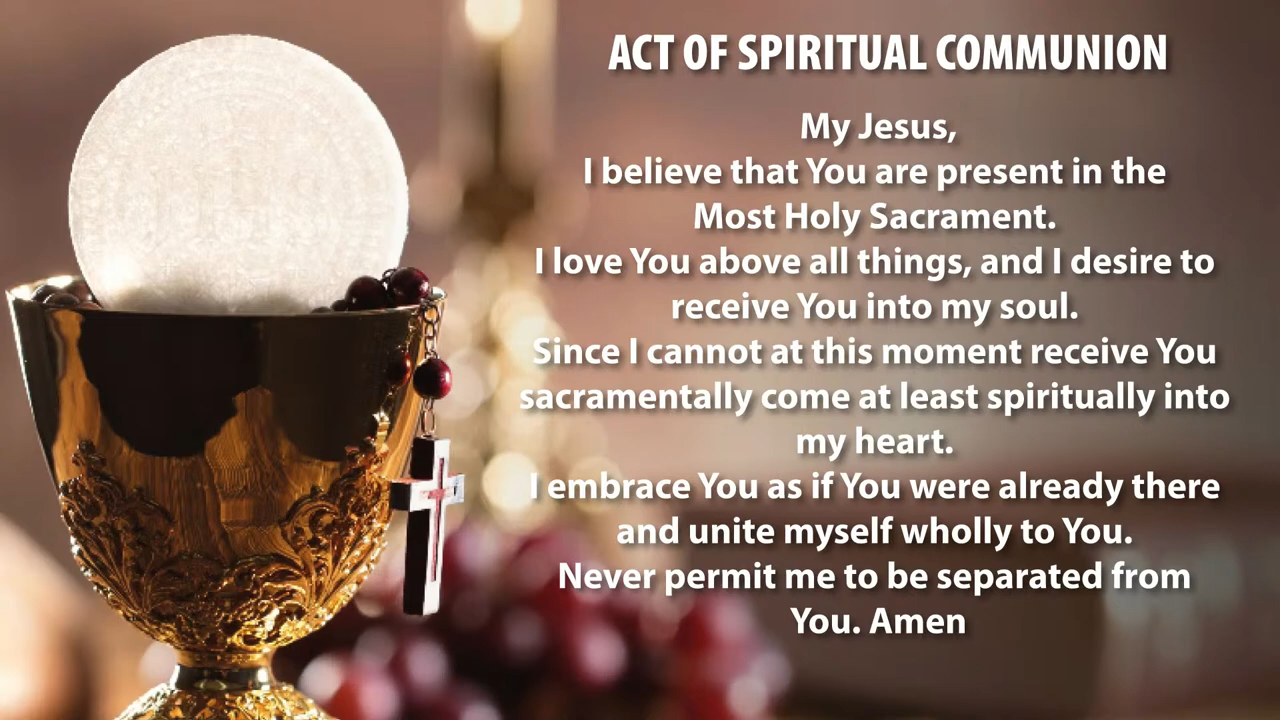 ACT OF SPIRITUAL COMMUNION
My Jesus,
I believe that You are present in the
Most Holy Sacrament.
I love You above all things, and I desire to
receive You into my soul.
Since I cannot at this moment receive You
sacramentally come at least spiritually into
my heart.
I embrace You as if You were already there
and unite myself wholly to You.
Never permit me to be separated from
You. Amen